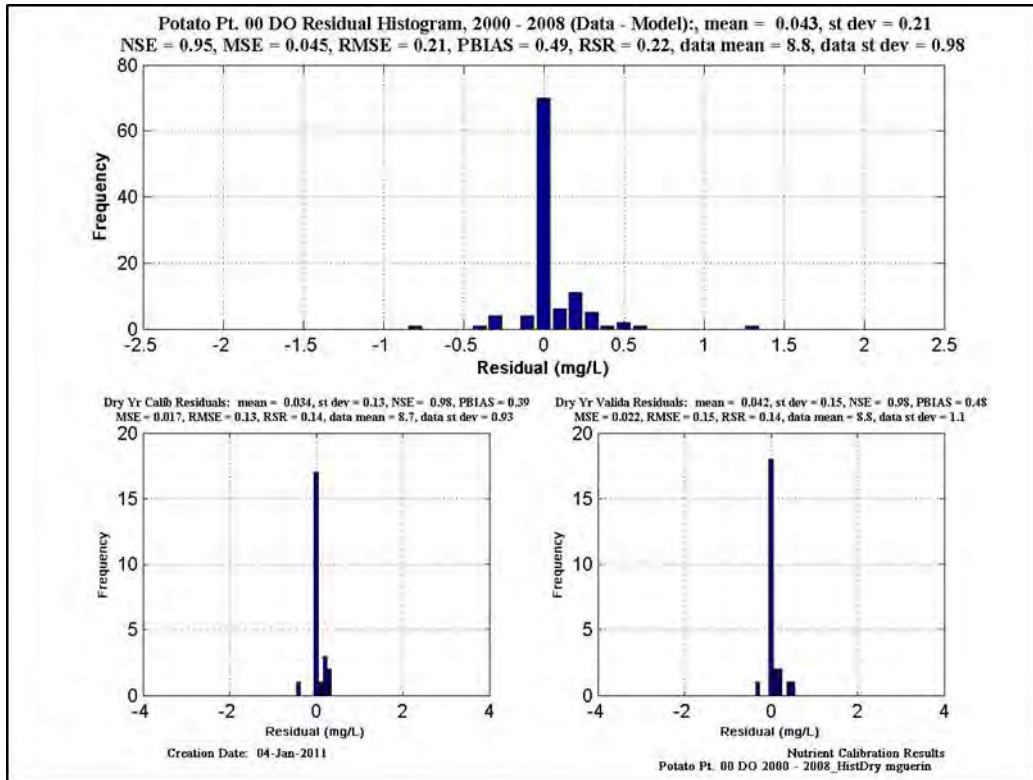 Potato Pt. 00 DO Residual Histogram, 2000 - 2008 (Data - Model):, mean = 0.043, st dev = 0.21
NSE = 0.95, MSE = 0.045, RMSE = 0.21, PBIAS = 0.49, RSR = 0.22, data mean = 8.8, data st dev = 0.98
80
60
40
20
0
Frequency
-2.5 -2 -1.5 -1 -0.5 0 0.5 1 1.5 2 2.5
Residual (mg/L)
Dry Yr Calib Residuals: mean = 0.034, st dev = 0.13, NSE = 0.98, PBIAS = 0.39
MSE = 0.017, RMSE = 0.13, RSR = 0.14, data mean = 8.7, data st dev = 0.93
20
15
10
5
0
Frequency
-4 -2 0 2 4
Residual (mg/L)
Dry Yr Valida Residuals: mean = 0.042, st dev = 0.15, NSE = 0.98, PBIAS = 0.48
MSE = 0.022, RMSE = 0.15, RSR = 0.14, data mean = 8.8, data st dev = 1.1
20
15
10
5
0
Frequency
-4 -2 0 2 4
Residual (mg/L)
Creation Date: 04-Jan-2011
Nutrient Calibration Results
Potato Pt. 00 DO 2000 - 2008_HistDry mguerin